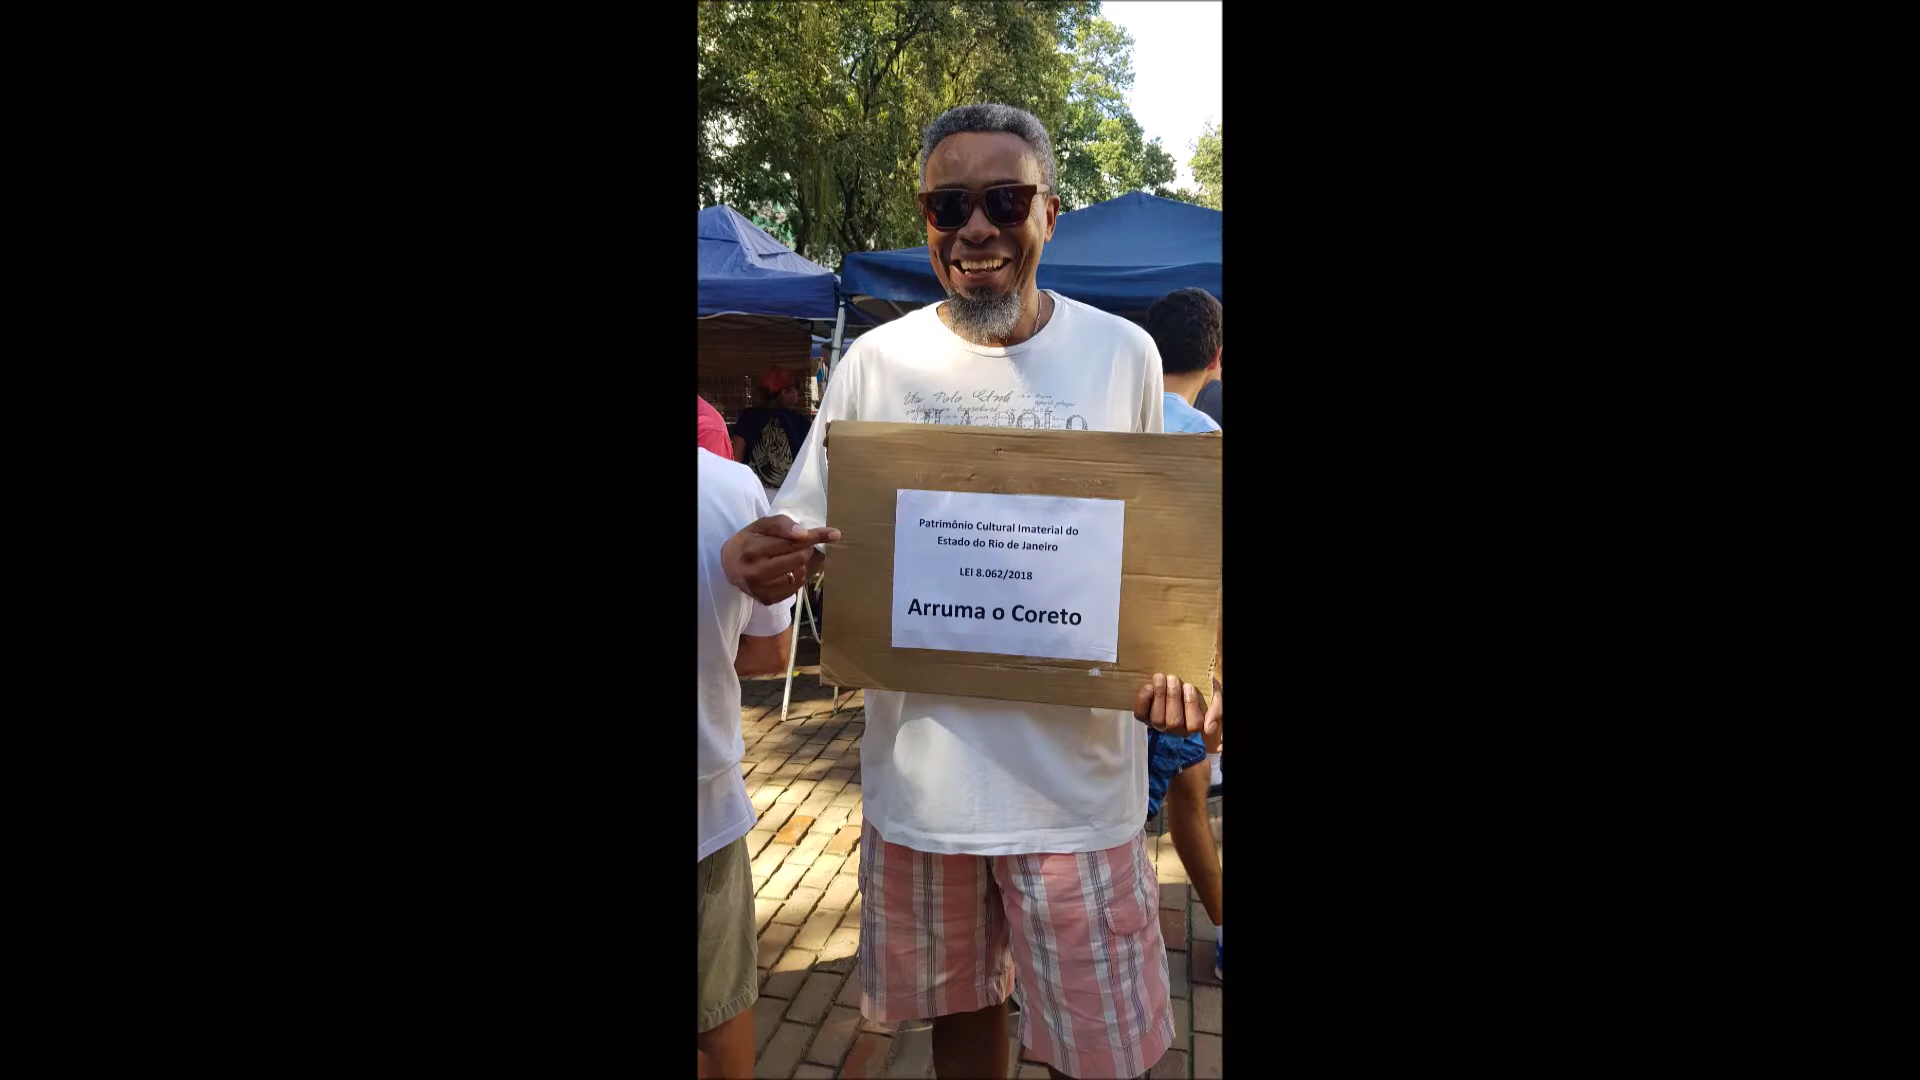 Patrimônio Cultural Imaterial do
Estado do Rio de Janeiro
LEI 8.062/2018
Arruma o Coreto